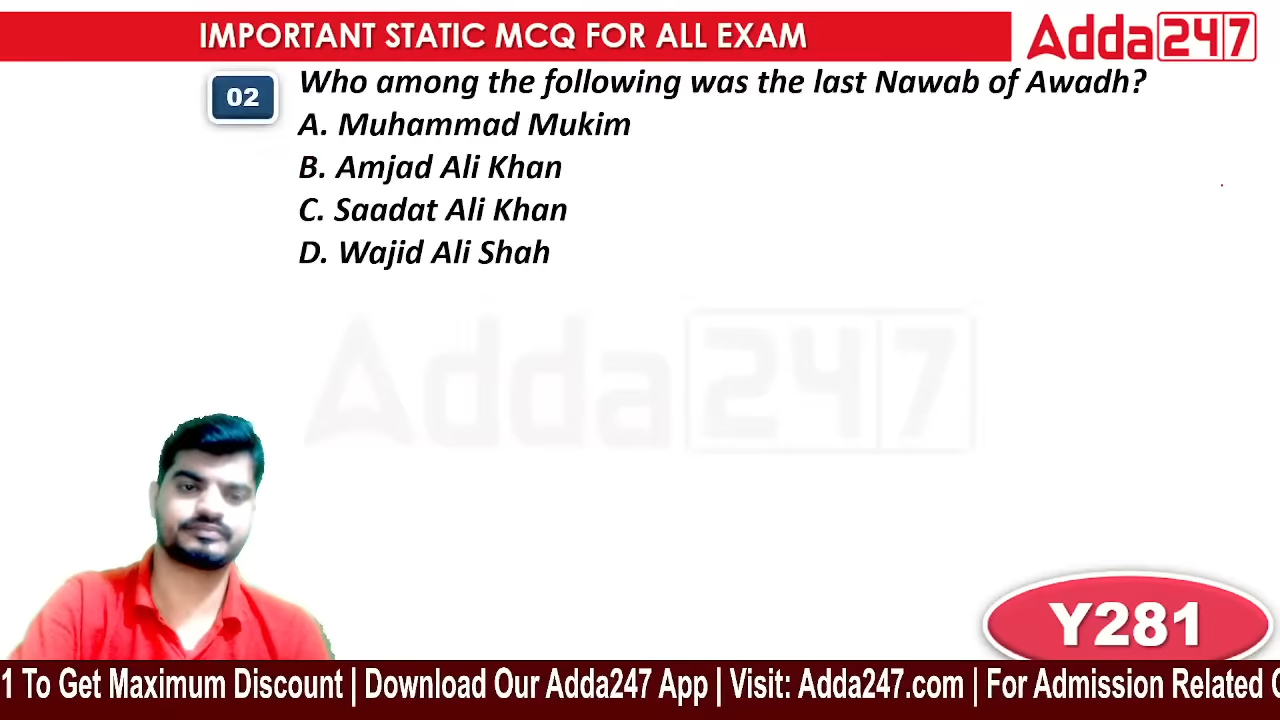 IMPORTANT STATIC MCQ FOR ALL EXAM
Adda247
02
Who among the following was the last Nawab of Awadh?
A. Muhammad Mukim
B. Amjad Ali Khan
C. Saadat Ali Khan
D. Wajid Ali Shah
Adda247
Y281
1 To Get Maximum Discount | Download Our Adda247 App | Visit: Adda247.com | For Admission Related